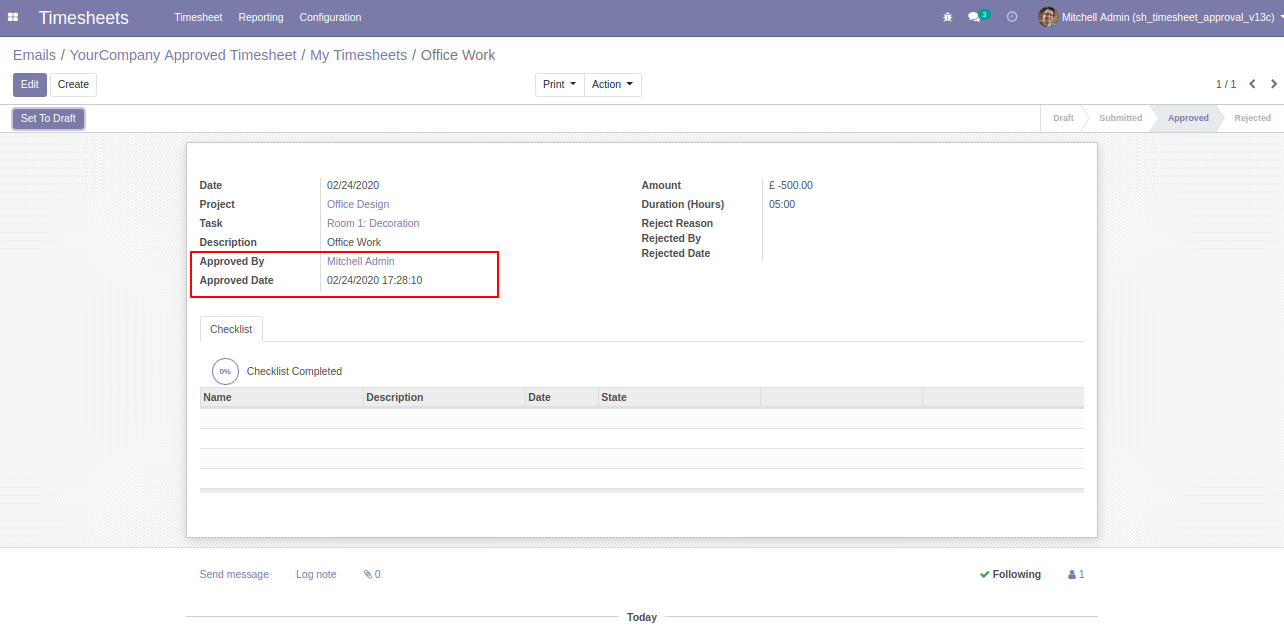 Timesheets Timesheet Reporting Configuration 3 Mitchell Admin (sh_timesheet_approval_v13c)
Emails / YourCompany Approved Timesheet / My Timesheets / Office Work
Edit Create Print Action 1 / 1
Set To Draft Draft Submitted Approved Rejected
Date 02/24/2020 Amount £ -500.00
Project Office Design Duration (Hours) 05:00
Task Room 1: Decoration Reject Reason
Description Office Work Rejected By
Rejected Date
Approved By Mitchell Admin
Approved Date 02/24/2020 17:28:10
Checklist
0% Checklist Completed
Name Description Date State
Send message Log note 0 Following 1
Today